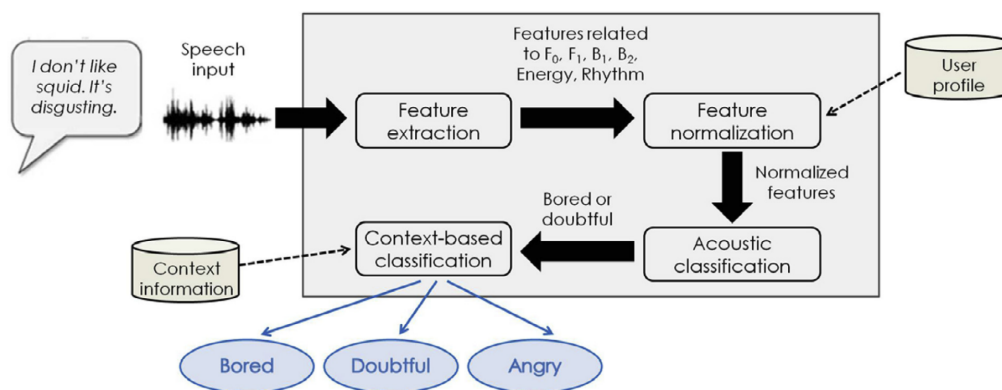 I don't like
squid. It's
disgusting.
Speech
input
Features related
to F₀, F₁, B₁, B₂,
Energy, Rhythm
User
profile
Feature
extraction
Feature
normalization
Normalized
features
Bored or
doubtful
Context-based
classification
Acoustic
classification
Context
information
Bored
Doubtful
Angry